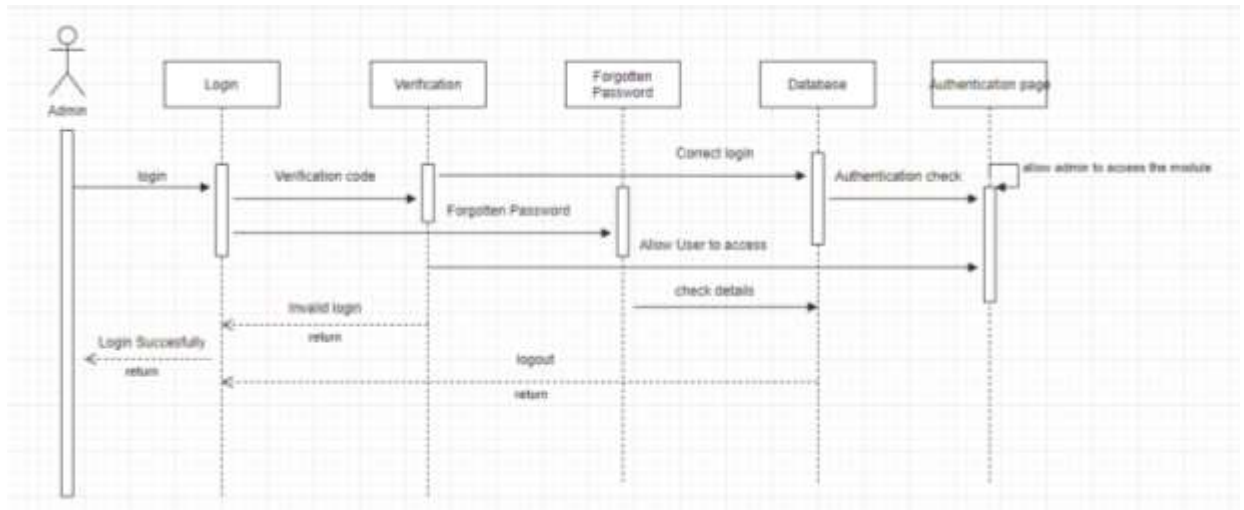 Admin
Login
Verification
Forgotten
Password
Database
Authentication page
login
Verification code
Correct login
Authentication check
allow admin to access the module
Forgotten Password
Allow User to access
check details
Invalid login
return
Login Succesfully
return
logout
return